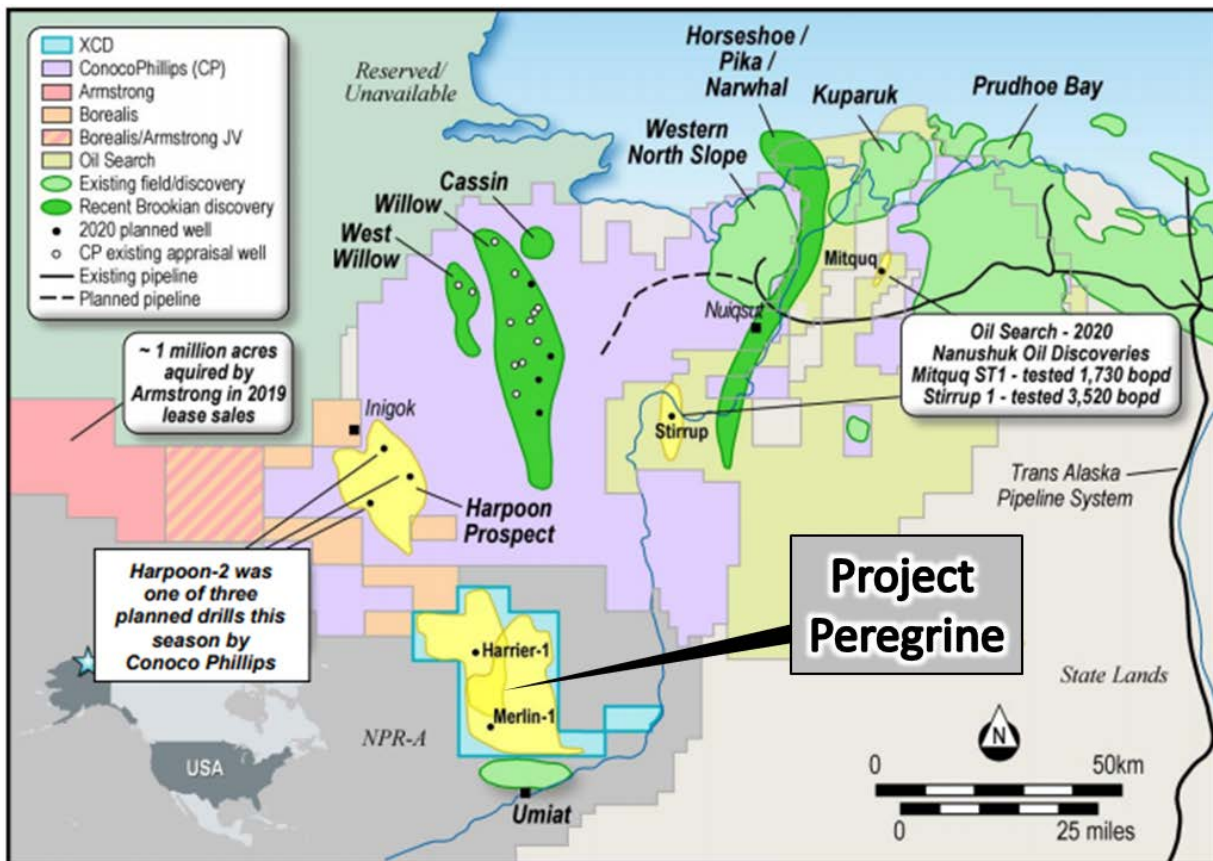 XCD
ConocoPhillips (CP)
Armstrong
Borealis
Borealis/Armstrong JV
Oil Search
Existing field/discovery
Recent Brookian discovery
2020 planned well
CP existing appraisal well
Existing pipeline
Planned pipeline
Reserved/
Unavailable
Horseshoe /
Pika /
Narwhal
Kuparuk
Prudhoe Bay
Western
North Slope
Cassin
Willow
West
Willow
Mitquq
Nuiqsut
~ 1 million acres
aquired by
Armstrong in 2019
lease sales
Oil Search - 2020
Nanushuk Oil Discoveries
Mitquq ST1 - tested 1,730 bopd
Stirrup 1 - tested 3,520 bopd
Inigok
Stirrup
Trans Alaska
Pipeline System
Harpoon
Prospect
Harpoon-2 was
one of three
planned drills this
season by
Conoco Phillips
Project
Peregrine
Harrier-1
Merlin-1
State Lands
NPR-A
N
USA
Umiat
0 50km
0 25 miles